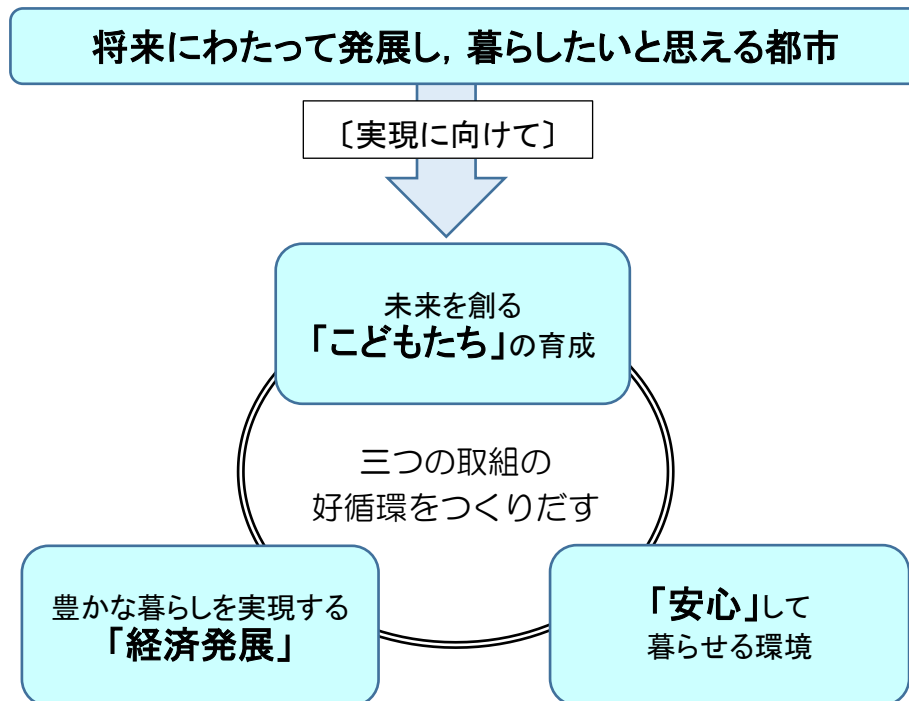 将来にわたって発展し，暮らしたいと思える都市
〔実現に向けて〕
未来を創る
「こどもたち」の育成
三つの取組の
好循環をつくりだす
豊かな暮らしを実現する
「経済発展」
「安心」して
暮らせる環境